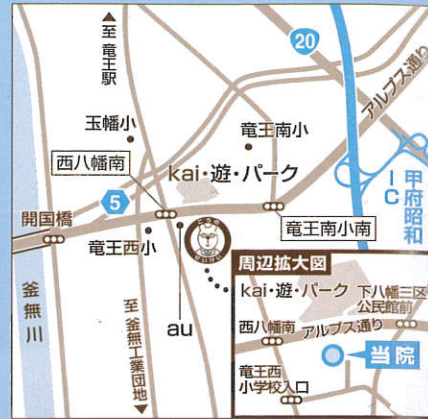 至 竜王駅
20
アルプス通り
玉幡小
竜王南小
西八幡南
kai・遊・パーク
甲府昭和IC
5
開国橋
竜王西小
竜王南小南
釜無川
至 釜無工業団地
au
周辺拡大図
kai・遊・パーク
下八幡三区
公民館前
西八幡南
アルプス通り
当院
竜王西
小学校入口